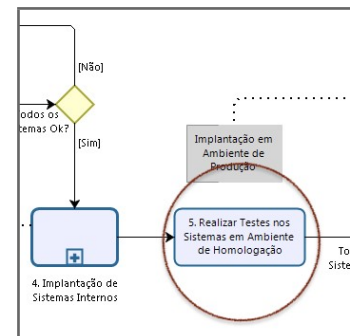 [Não]
odos os
temas Ok?
[Sim]
Implantação em
Ambiente de
Produção
5. Realizar Testes nos
Sistemas em Ambiente
de Homologação
To
Siste
4. Implantação de
Sistemas Internos